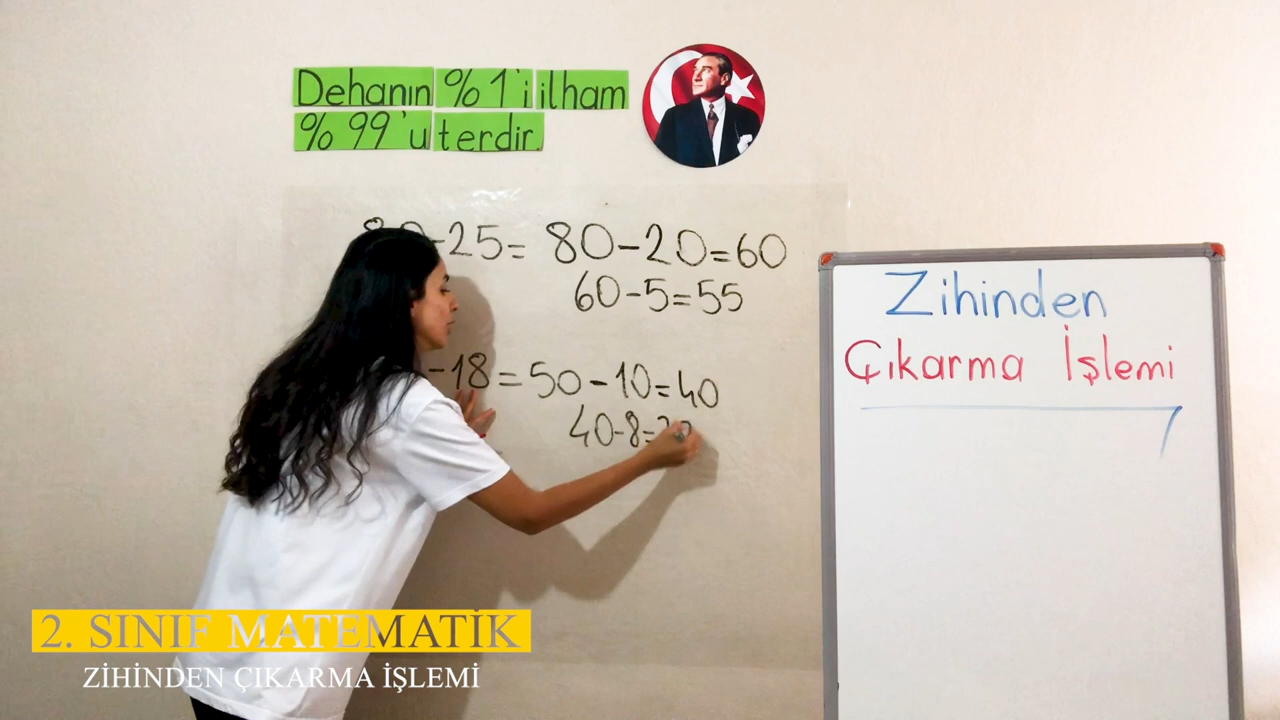 Dehanın %1'i ilham
%99'u terdir.
-25= 80-20=60
60-5=55
-18=50-10=40
40-8=
Zihinden
Çıkarma İşlemi
2. SINIF MATEMATİK
ZİHİNDEN ÇIKARMA İŞLEMİ